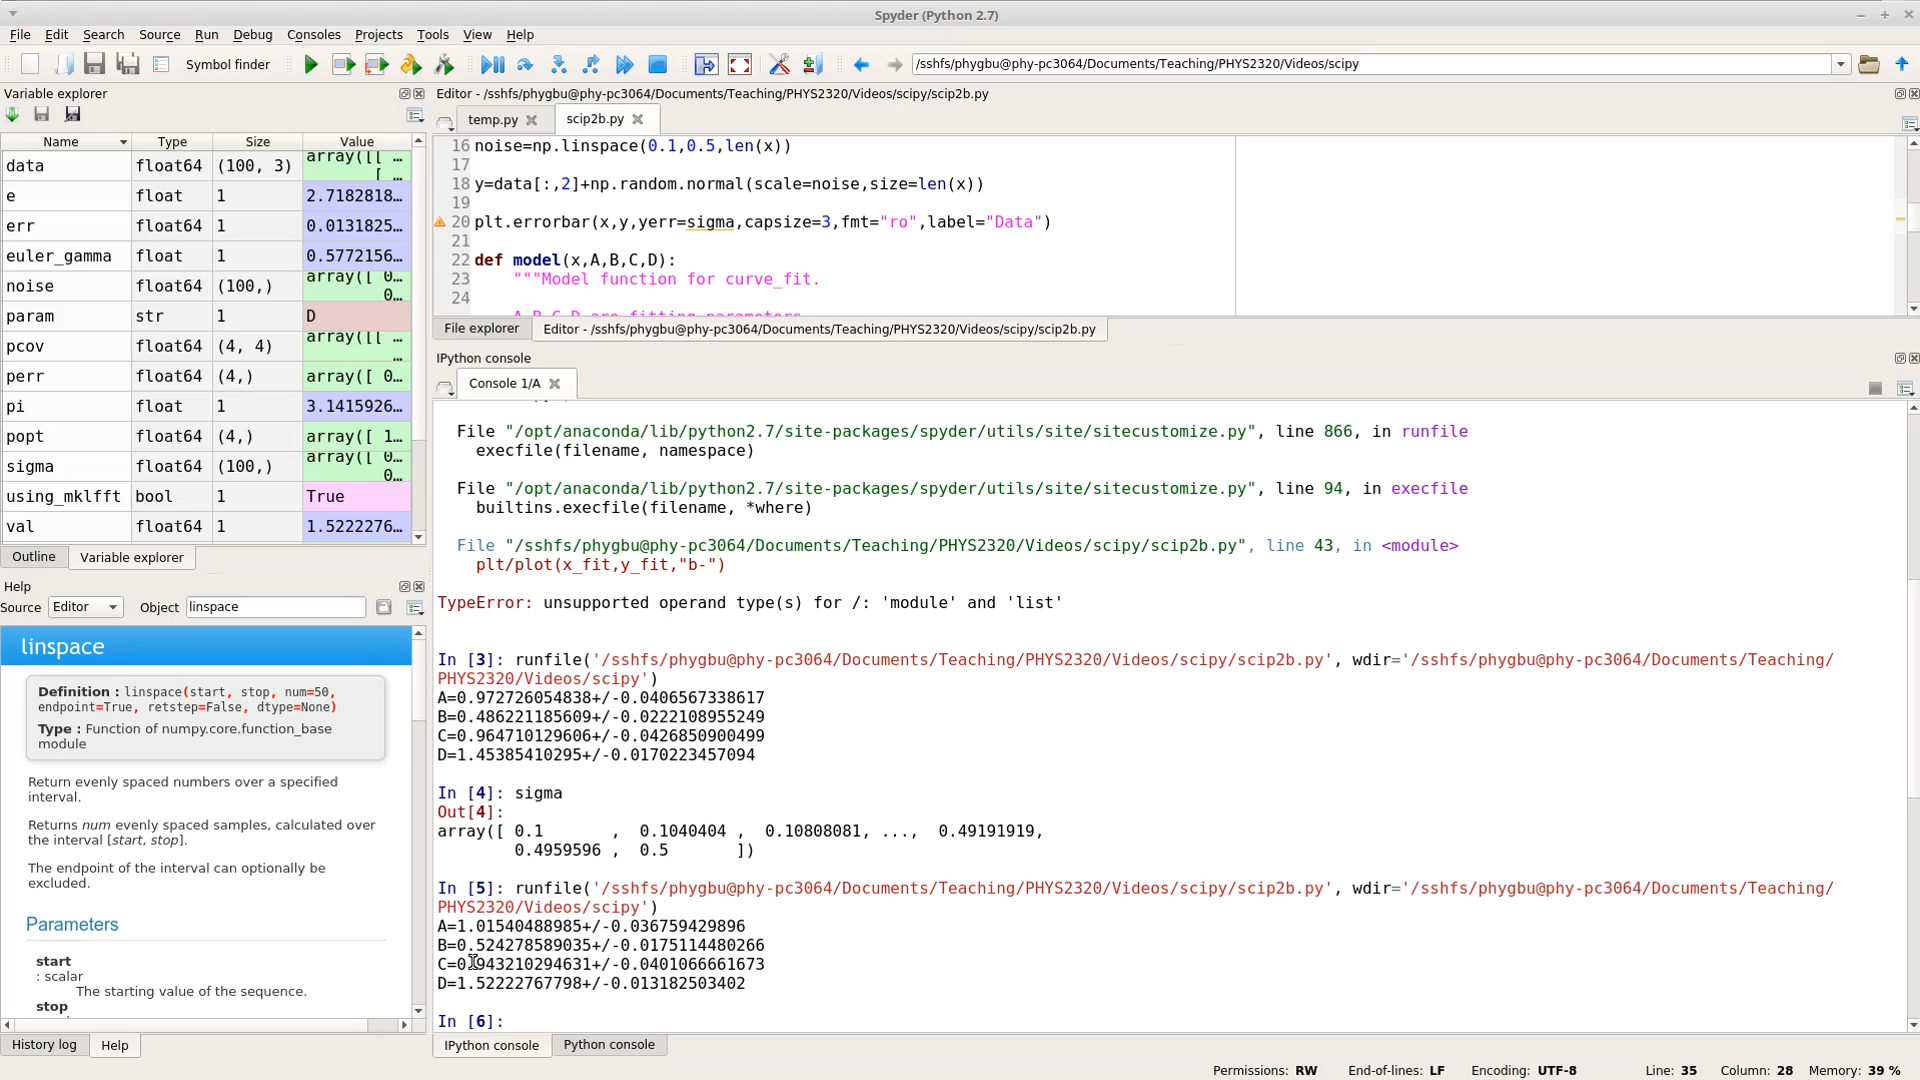 Spyder (Python 2.7)
File Edit Search Source Run Debug Consoles Projects Tools View Help
Symbol finder
/sshfs/phygbu@phy-pc3064/Documents/Teaching/PHYS2320/Videos/scipy
Variable explorer
Name Type Size Value
data float64 (100, 3) array([[ …
[ …
e float 1 2.7182818…
err float 1 0.0131825…
euler_gamma float 1 0.5772156…
noise float64 (100,) array([ 0…
0…
param str 1 D
pcov float64 (4, 4) array([[ …
…
perr float64 (4,) array([ 0…
pi float 1 3.1415926…
popt float64 (4,) array([ 1…
sigma float64 (100,) array([ 0…
0…
using_mklfft bool 1 True
val float64 1 1.5222276…
Outline Variable explorer
Help
Source Editor Object linspace
linspace
Definition : linspace(start, stop, num=50,
endpoint=True, retstep=False, dtype=None)
Type : Function of numpy.core.function_base
module
Return evenly spaced numbers over a specified
interval.
Returns num evenly spaced samples, calculated over
the interval [start, stop].
The endpoint of the interval can optionally be
excluded.
Parameters
start
: scalar
The starting value of the sequence.
stop
History log Help
Editor - /sshfs/phygbu@phy-pc3064/Documents/Teaching/PHYS2320/Videos/scipy/scip2b.py
temp.py scip2b.py
16 noise=np.linspace(0.1,0.5,len(x))
17
18 y=data[:,2]+np.random.normal(scale=noise,size=len(x))
19
20 plt.errorbar(x,y,yerr=sigma,capsize=3,fmt="ro",label="Data")
21
22 def model(x,A,B,C,D):
23 """Model function for curve_fit.
24
A,B,C,D are fitting parameters
File explorer Editor - /sshfs/phygbu@phy-pc3064/Documents/Teaching/PHYS2320/Videos/scipy/scip2b.py
IPython console
Console 1/A
File "/opt/anaconda/lib/python2.7/site-packages/spyder/utils/site/sitecustomize.py", line 866, in runfile
execfile(filename, namespace)
File "/opt/anaconda/lib/python2.7/site-packages/spyder/utils/site/sitecustomize.py", line 94, in execfile
builtins.execfile(filename, *where)
File "/sshfs/phygbu@phy-pc3064/Documents/Teaching/PHYS2320/Videos/scipy/scip2b.py", line 43, in <module>
plt/plot(x_fit,y_fit,"b-")
TypeError: unsupported operand type(s) for /: 'module' and 'list'
In [3]: runfile('/sshfs/phygbu@phy-pc3064/Documents/Teaching/PHYS2320/Videos/scipy/scip2b.py', wdir='/sshfs/phygbu@phy-pc3064/Documents/Teaching/
PHYS2320/Videos/scipy')
A=0.972726054838+/-0.0406567338617
B=0.486221185609+/-0.0222108955249
C=0.964710129606+/-0.0426850900499
D=1.45385410295+/-0.0170223457094
In [4]: sigma
Out[4]:
array([ 0.1 , 0.1040404 , 0.10808081, ..., 0.49191919,
0.4959596 , 0.5 ])
In [5]: runfile('/sshfs/phygbu@phy-pc3064/Documents/Teaching/PHYS2320/Videos/scipy/scip2b.py', wdir='/sshfs/phygbu@phy-pc3064/Documents/Teaching/
PHYS2320/Videos/scipy')
A=1.01540488985+/-0.036759429896
B=0.524278589035+/-0.0175114480266
C=0.943210294631+/-0.0401066661673
D=1.52222767798+/-0.013182503402
In [6]:
IPython console Python console
Permissions: RW End-of-lines: LF Encoding: UTF-8 Line: 35 Column: 28 Memory: 39 %